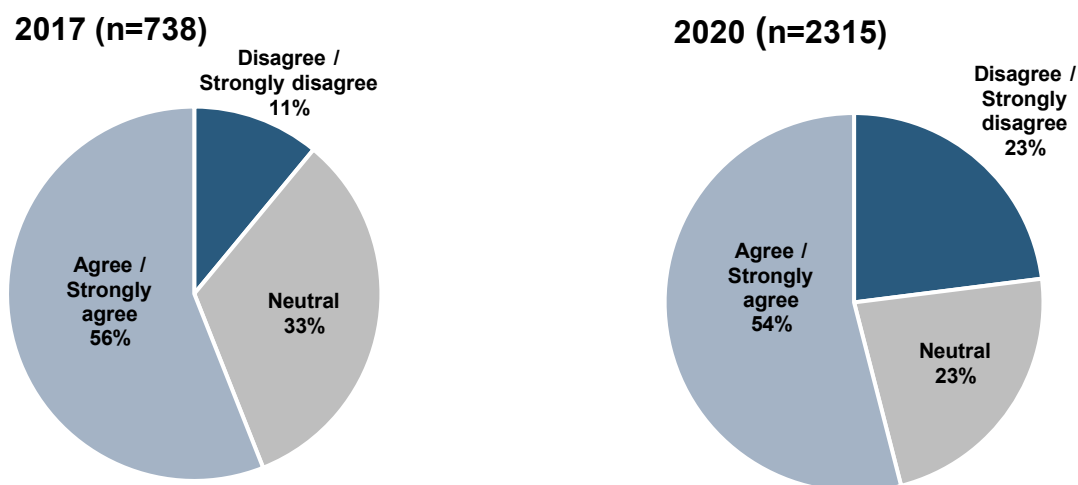 2017 (n=738)
Disagree /
Strongly disagree
11%
Agree /
Strongly
agree
56%
Neutral
33%
2020 (n=2315)
Disagree /
Strongly
disagree
23%
Agree /
Strongly
agree
54%
Neutral
23%